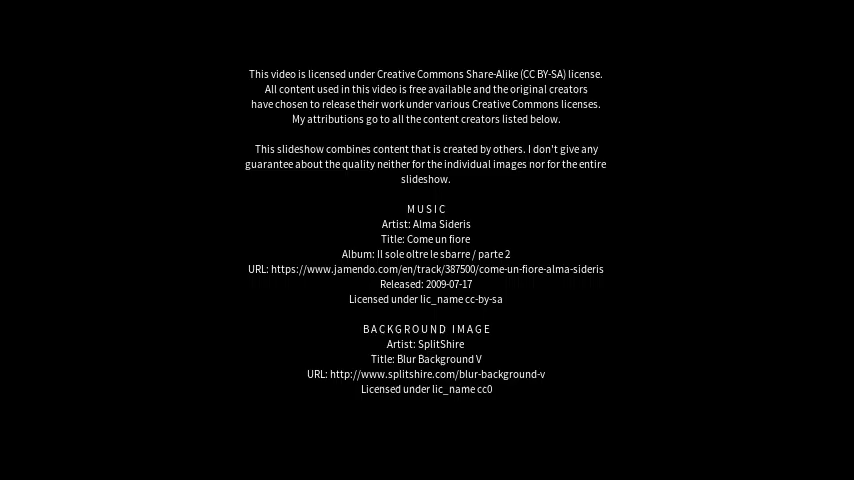 This video is licensed under Creative Commons Share-Alike (CC BY-SA) license.
All content used in this video is free available and the original creators
have chosen to release their work under various Creative Commons licenses.
My attributions go to all the content creators listed below.
This slideshow combines content that is created by others. I don't give any
guarantee about the quality neither for the individual images nor for the entire
slideshow.
MUSIC
Artist: Alma Sideris
Title: Come un fiore
Album: Il sole oltre le sbarre / parte 2
URL: https://www.jamendo.com/en/track/387500/come-un-fiore-alma-sideris
Released: 2009-07-17
Licensed under lic_name cc-by-sa
BACKGROUND IMAGE
Artist: SplitShire
Title: Blur Background V
URL: http://www.splitshire.com/blur-background-v
Licensed under lic_name cc0